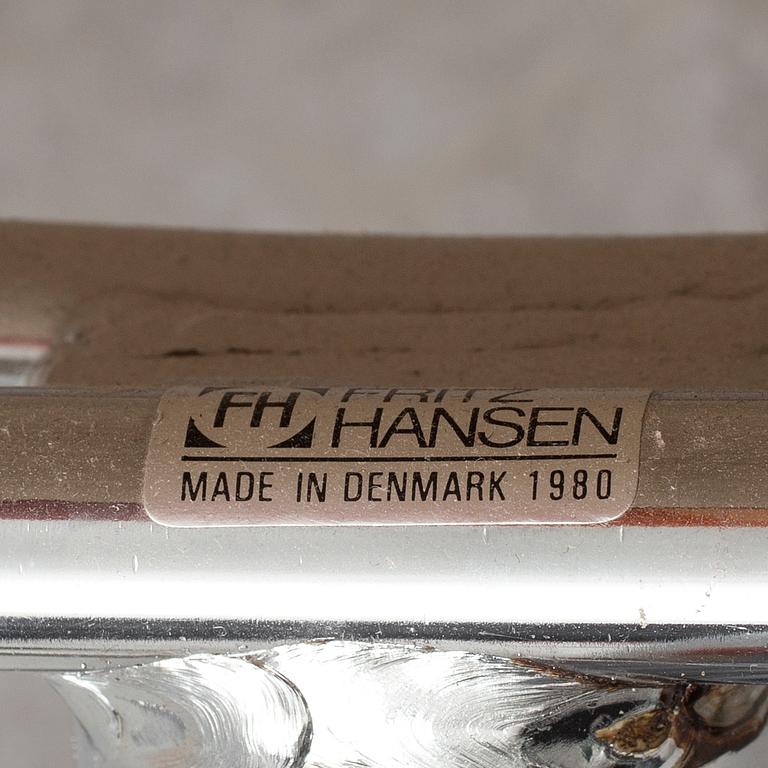 FH FRITZ
HANSEN
MADE IN DENMARK 1980